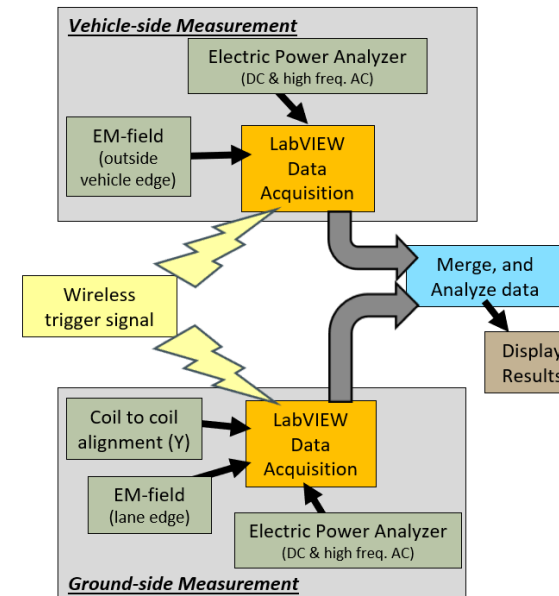 Vehicle-side Measurement
Electric Power Analyzer
(DC & high freq. AC)
EM-field
(outside
vehicle edge)
LabVIEW
Data
Acquisition
Merge, and
Analyze data
Wireless
trigger signal
Display
Results
Coil to coil
alignment (Y)
LabVIEW
Data
Acquisition
EM-field
(lane edge)
Electric Power Analyzer
(DC & high freq. AC)
Ground-side Measurement